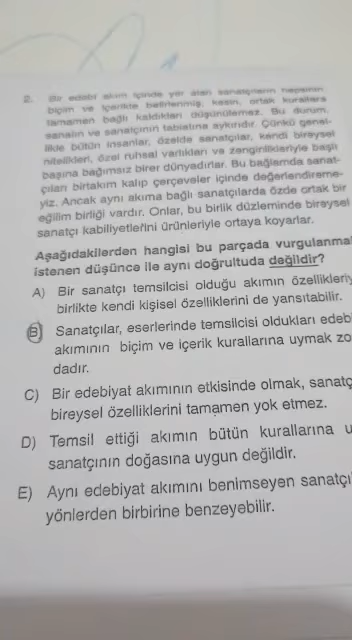 2. Bir edebî akım içinde yer alan sanatçıların hepsinin
biçim ve içerikte belirlenmiş, kesin, ortak kurallara
tamamen bağlı kaldıkları düşünülemez. Bu durum,
sanatın ve sanatçının tabiatına aykırıdır. Çünkü genel-
likle bütün insanlar, özelde sanatçılar, kendi bireysel
nitelikleri, özel ruhsal varlıkları ve zenginlikleriyle başlı
başına bağımsız birer dünyadırlar. Bu bağlamda sanat-
çıları birtakım kalıp çerçeveler içinde değerlendireme-
yiz. Ancak aynı akıma bağlı sanatçılarda özde ortak bir
eğilim birliği vardır. Onlar, bu birlik düzleminde bireysel
sanatçı kabiliyetlerini ürünleriyle ortaya koyarlar.
Aşağıdakilerden hangisi bu parçada vurgulanma
istenen düşünce ile aynı doğrultuda değildir?
A) Bir sanatçı temsilcisi olduğu akımın özellikleriy
birlikte kendi kişisel özelliklerini de yansıtabilir.
B) Sanatçılar, eserlerinde temsilcisi oldukları edeb
akımının biçim ve içerik kurallarına uymak zo
dadır.
C) Bir edebiyat akımının etkisinde olmak, sanatç
bireysel özelliklerini tamamen yok etmez.
D) Temsil ettiği akımın bütün kurallarına u
sanatçının doğasına uygun değildir.
E) Aynı edebiyat akımını benimseyen sanatçı
yönlerden birbirine benzeyebilir.